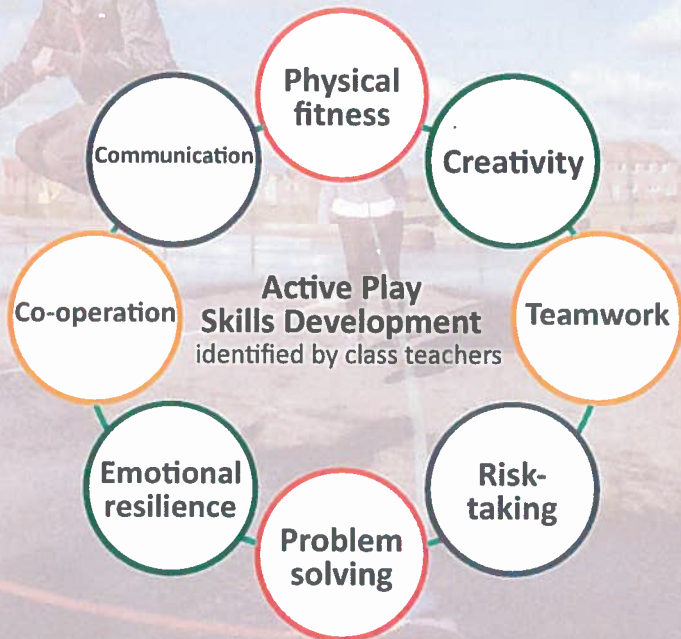 Active Play
Skills Development
identified by class teachers
Physical
fitness
Creativity
Teamwork
Risk-
taking
Problem
solving
Emotional
resilience
Co-operation
Communication